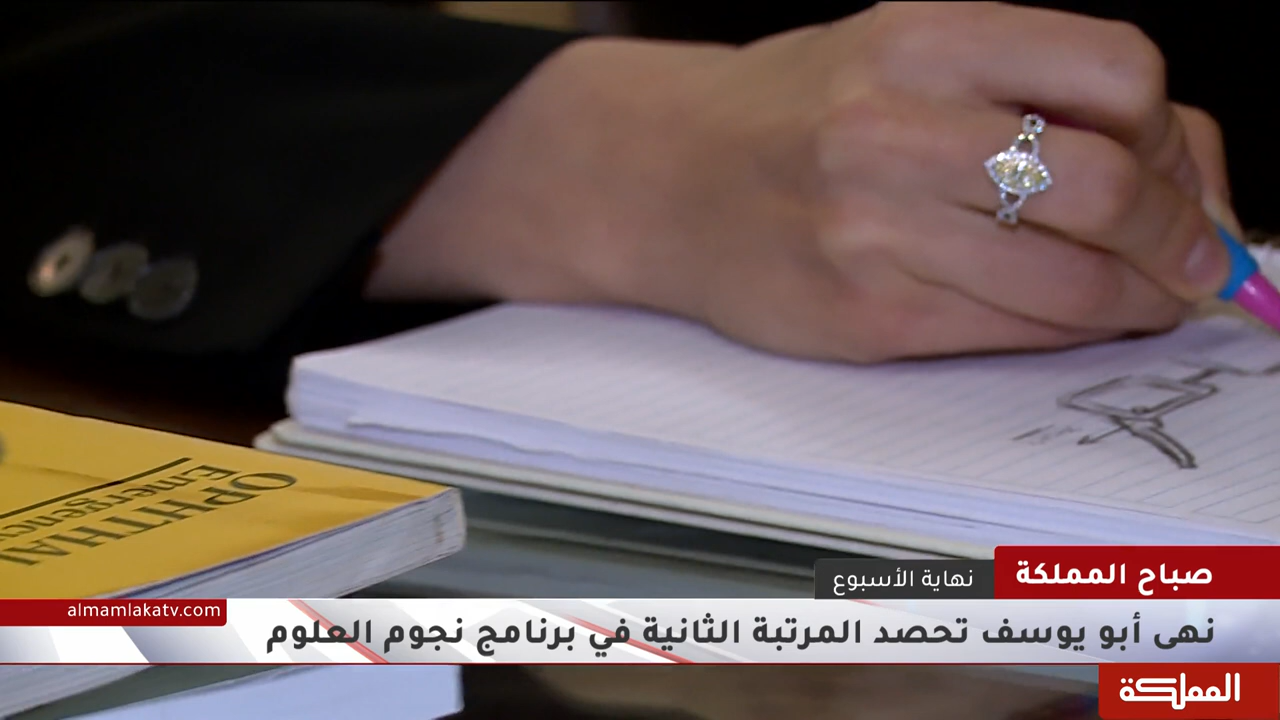 OPHTHAL
Emergenc
صباح المملكة
نهاية الأسبوع
almamlakatv.com
نهى أبو يوسف تحصد المرتبة الثانية في برنامج نجوم العلوم
المملكة